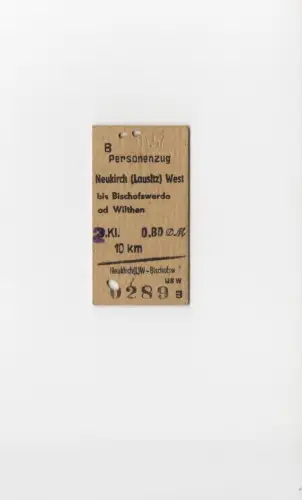 B
Personenzug
Neukirch (Lausitz) West
bis Bischofswerda
od Wilthen
2.Kl. 0.80 DM
10 km
Neukirch(L)W-Bischofsw
usw
0289 B